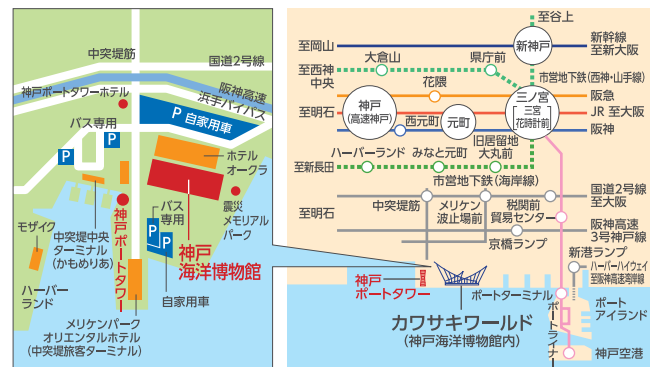 中突堤筋
国道2号線
神戸ポートタワーホテル
阪神高速
浜手バイパス
P 自家用車
バス専用
P
P
ホテル
オークラ
中突堤中央
ターミナル
(かもめりあ)
神戸ポートタワー
バス
専用
P
P
震災
メモリアル
パーク
神戸
海洋博物館
モザイク
ハーバー
ランド
自家用車
メリケンパーク
オリエンタルホテル
(中突堤旅客ターミナル)
至谷上
至岡山
新神戸
新幹線
至新大阪
大倉山
県庁前
至西神
中央
市営地下鉄(西神・山手線)
花隈
三ノ宮
三宮
花時計前
阪急
神戸
(高速神戸)
至明石
JR 至大阪
西元町
元町
阪神
旧居留地
大丸前
ハーバーランド
みなと元町
至新長田
市営地下鉄(海岸線)
国道2号線
至大阪
中突堤筋
メリケン
波止場前
税関前
貿易センター
至明石
阪神高速
3号神戸線
京橋ランプ
新港ランプ
ハーバーハイウェイ
至阪神高速湾岸線
神戸
ポートタワー
ポートターミナル
カワサキワールド
(神戸海洋博物館内)
ポートライナー
ポート
アイランド
神戸空港